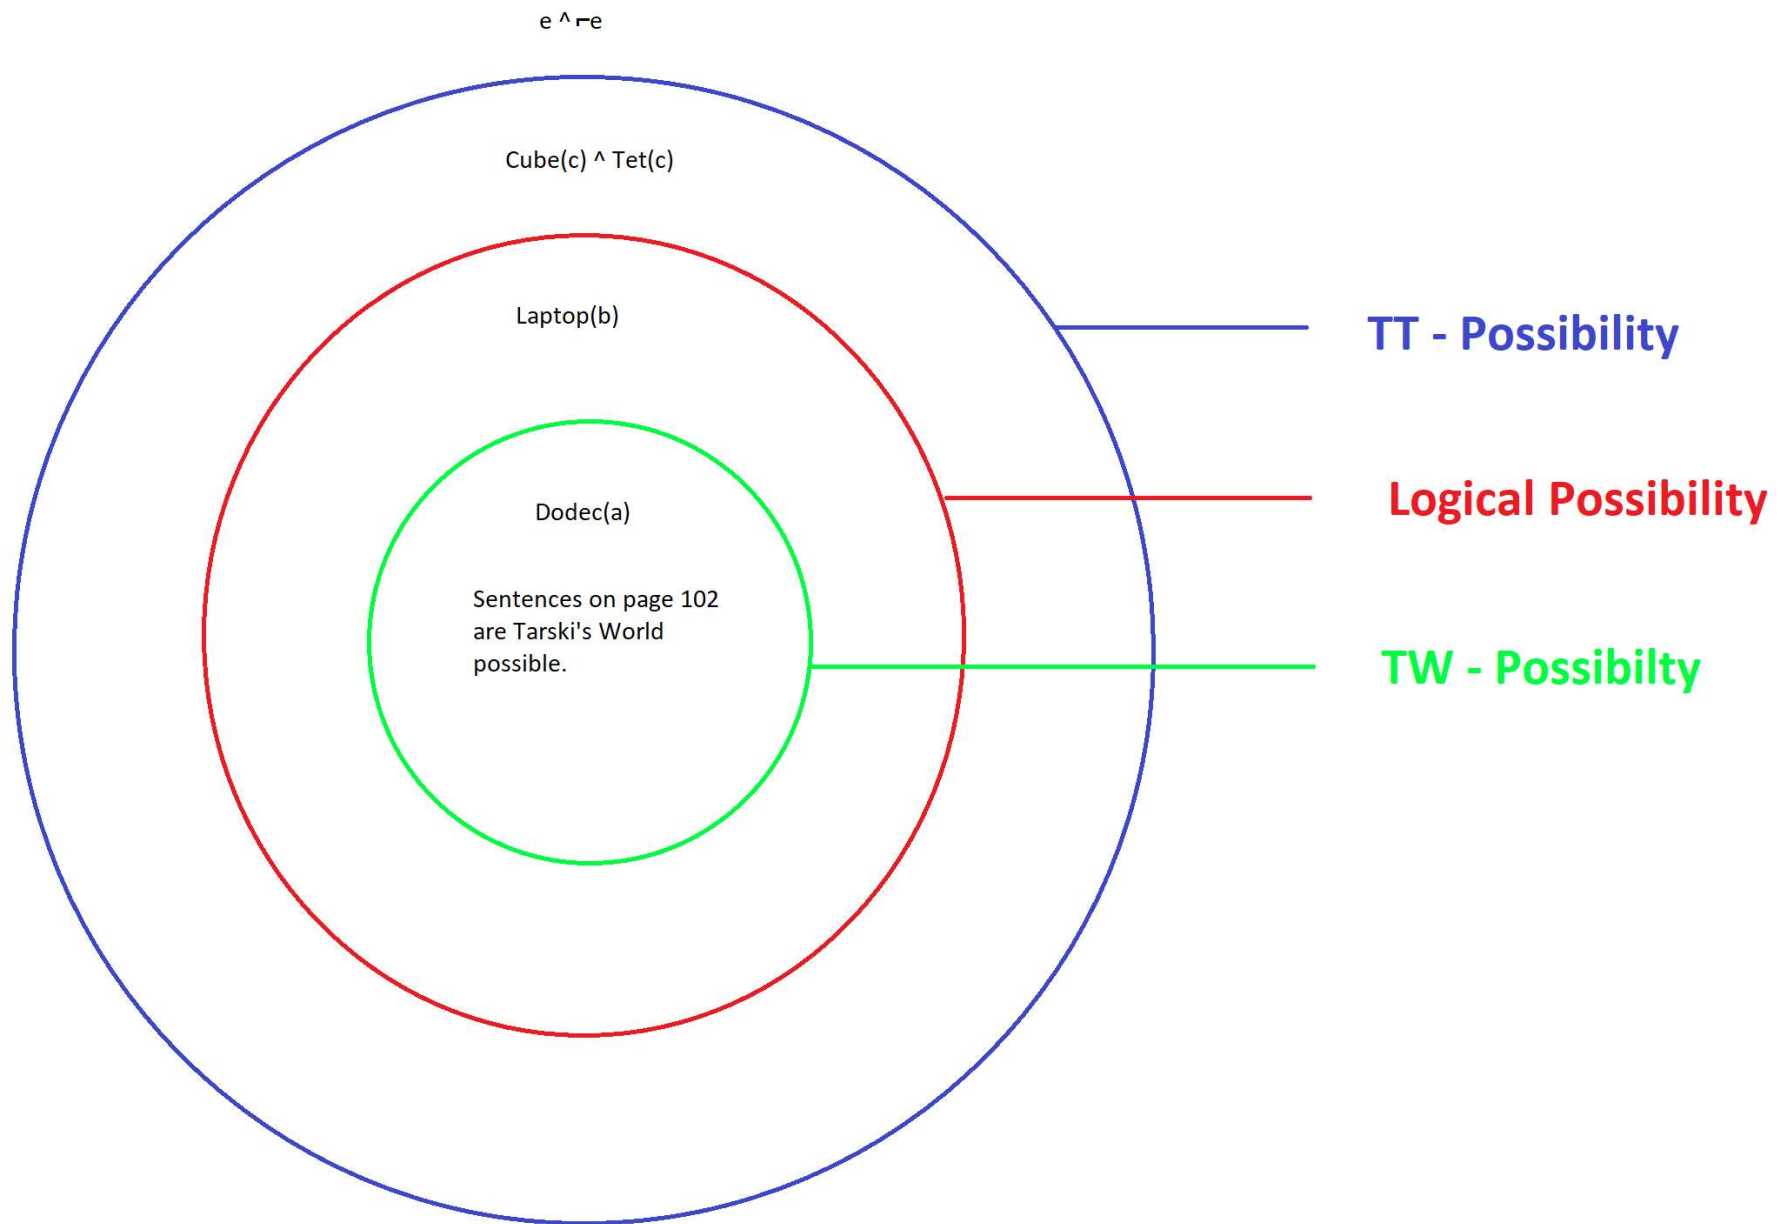 e ^ ¬e
Cube(c) ^ Tet(c)
Laptop(b)
TT - Possibility
Logical Possibility
Dodec(a)
Sentences on page 102
are Tarski's World
possible.
TW - Possibilty